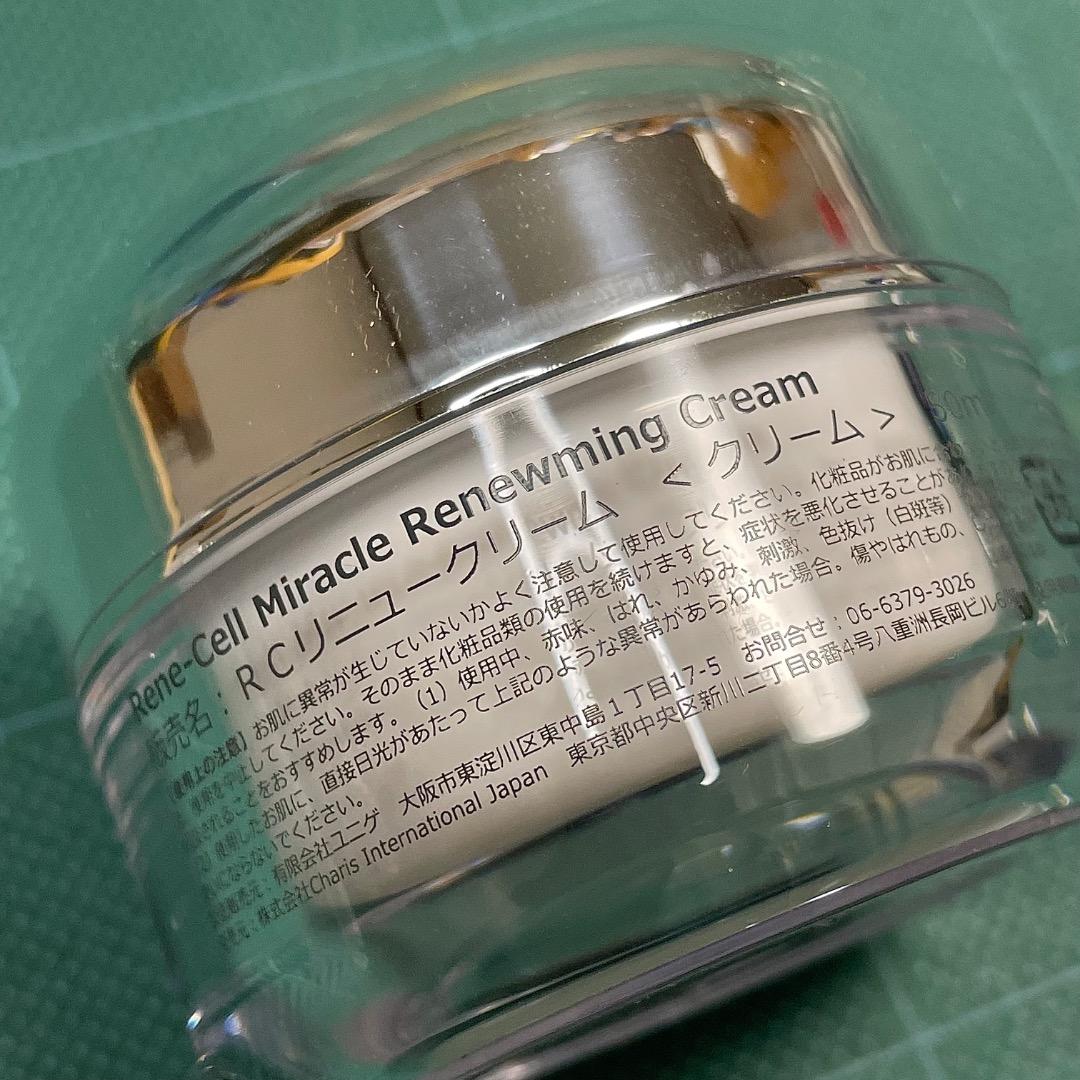 Rene-Cell Miracle Renewming Cream
販売名：ＲＣリニュークリーム ＜クリーム＞
30m
【使用上の注意】お肌に異常が生じていないかよく注意して使用してください。化粧品がお肌に
使用を中止してください。そのまま化粧品類の使用を続けますと、症状を悪化させることが
されることをおすすめします。(1) 使用中、赤味、はれ、かゆみ、刺激、色抜け（白斑等）
使用したお肌に、直接日光があたって上記のような異常があらわれた場合。傷やはれもの、
にならないでください。
有限会社ユニゲ 大阪市東淀川区東中島１丁目17-5 お問合せ：06-6379-3026
株式会社Charis International Japan 東京都中央区新川二丁目8番4号八重洲長岡ビル